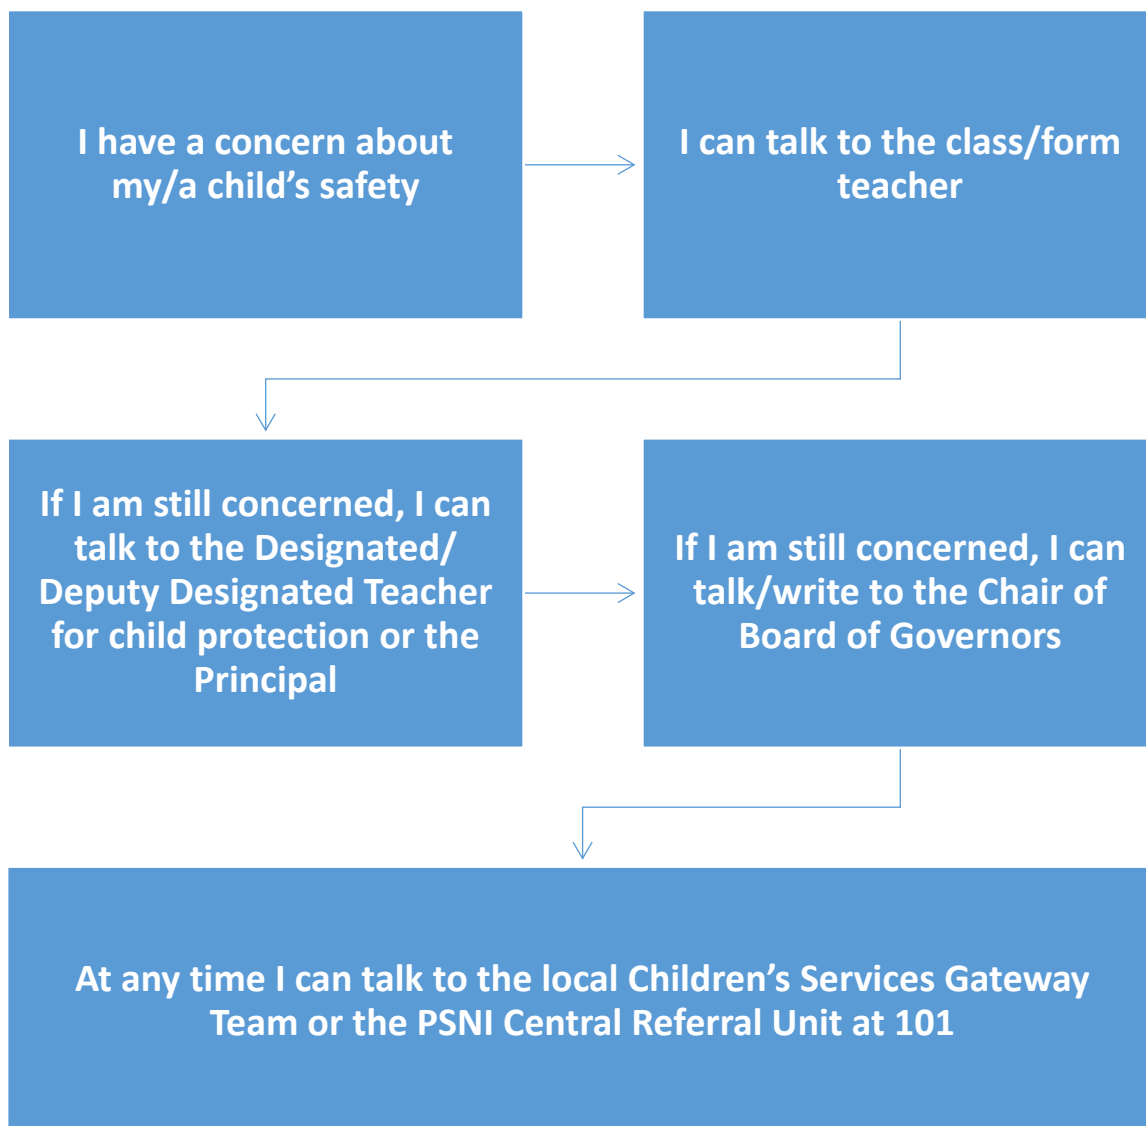 I have a concern about
my/a child’s safety
I can talk to the class/form
teacher
If I am still concerned, I can
talk to the Designated/
Deputy Designated Teacher
for child protection or the
Principal
If I am still concerned, I can
talk/write to the Chair of
Board of Governors
At any time I can talk to the local Children’s Services Gateway
Team or the PSNI Central Referral Unit at 101